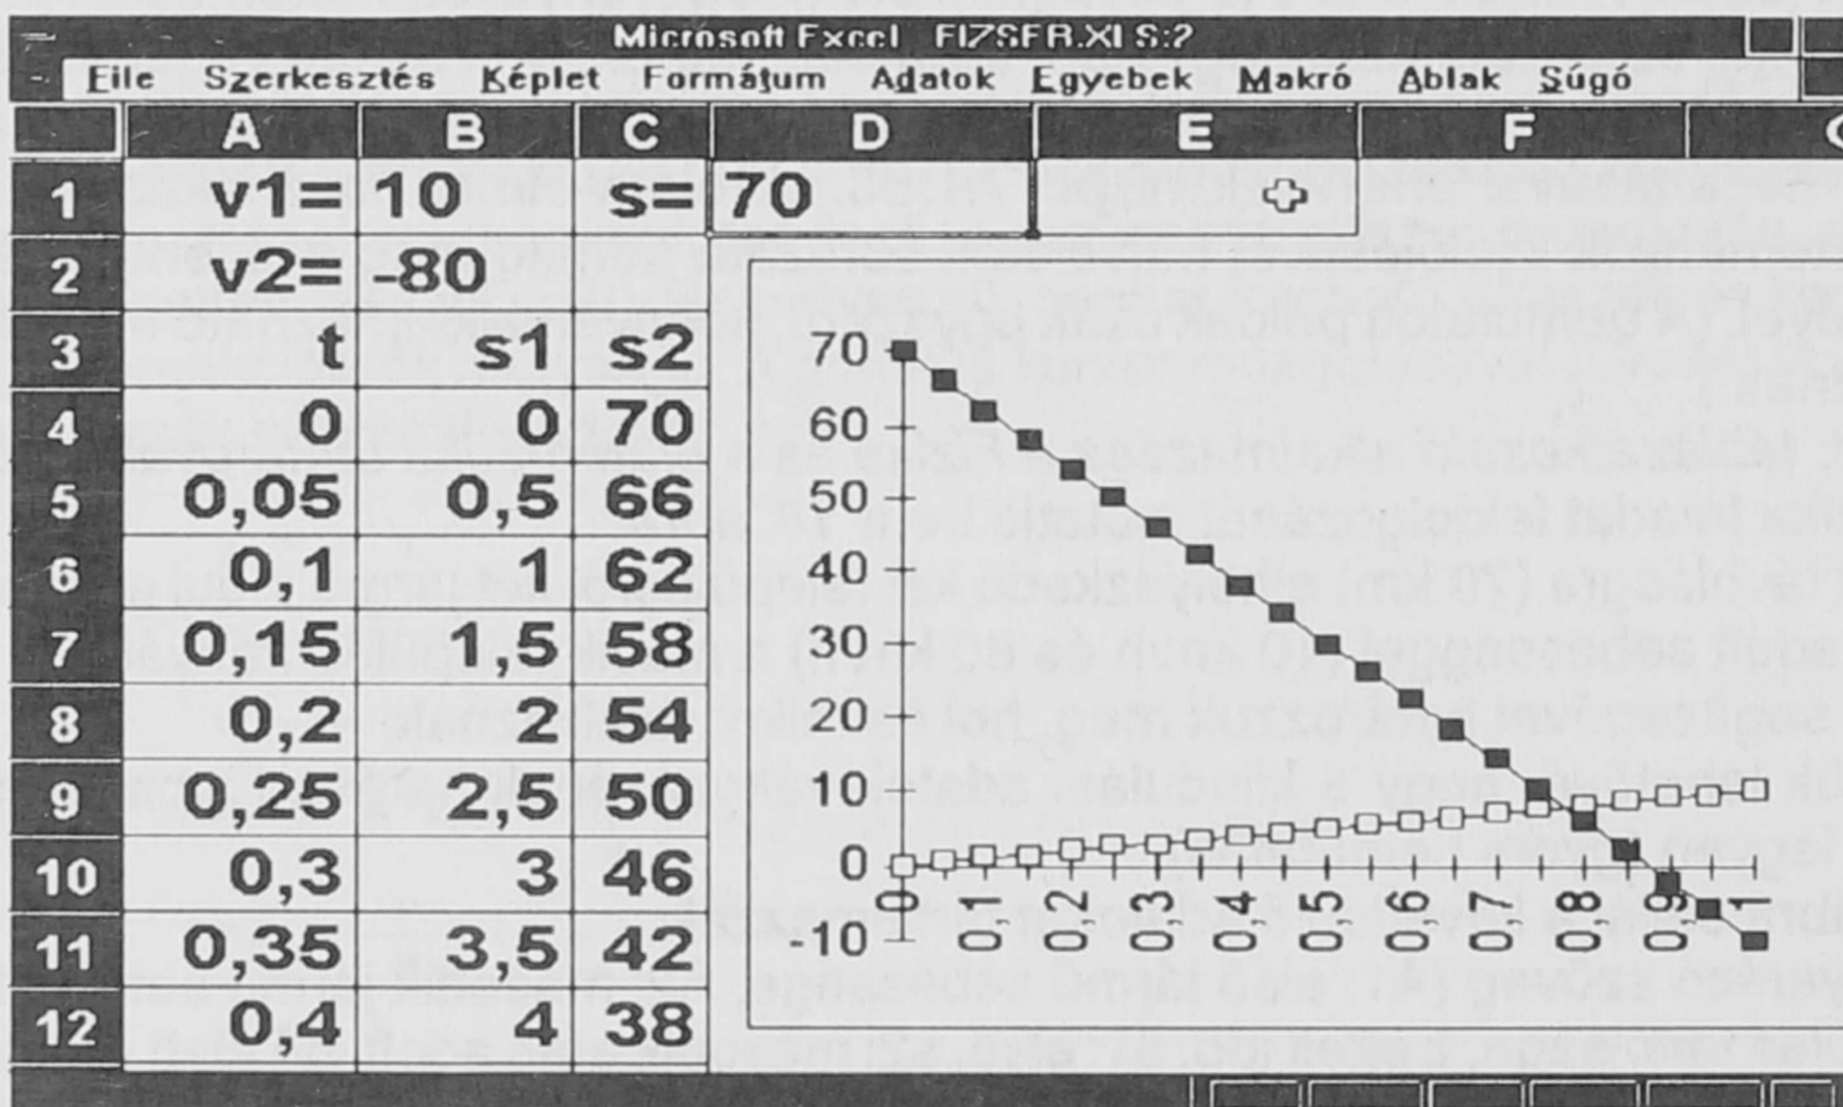 Microsoft Excel FIZSFR.XLS:2
File Szerkesztés Képlet Formátum Adatok Egyebek Makró Ablak Súgó
A B C D E F
1 v1= 10 s= 70
2 v2= -80
3 t s1 s2
4 0 0 70
5 0,05 0,5 66
6 0,1 1 62
7 0,15 1,5 58
8 0,2 2 54
9 0,25 2,5 50
10 0,3 3 46
11 0,35 3,5 42
12 0,4 4 38
70
60
50
40
30
20
10
0
-10
0 0,1 0,2 0,3 0,4 0,5 0,6 0,7 0,8 0,9 1